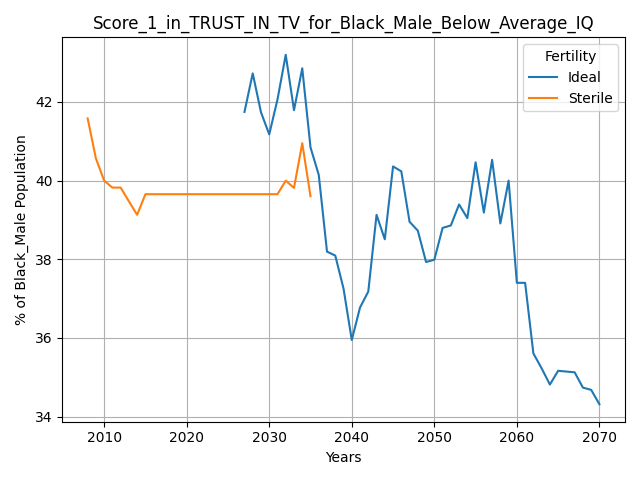 Score_1_in_TRUST_IN_TV_for_Black_Male_Below_Average_IQ
Fertility
Ideal
Sterile
% of Black_Male Population
42
40
38
36
34
2010 2020 2030 2040 2050 2060 2070
Years